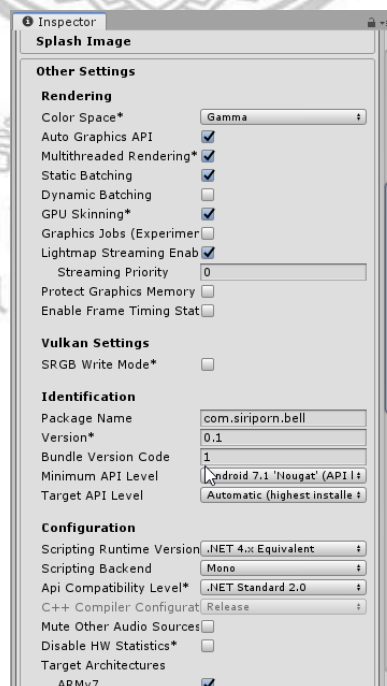 Inspector
Splash Image
Other Settings
Rendering
Color Space* Gamma
Auto Graphics API
Multithreaded Rendering*
Static Batching
Dynamic Batching
GPU Skinning*
Graphics Jobs (Experimer
Lightmap Streaming Enab
Streaming Priority 0
Protect Graphics Memory
Enable Frame Timing Stat
Vulkan Settings
SRGB Write Mode*
Identification
Package Name com.siriporn.bell
Version* 0.1
Bundle Version Code 1
Minimum API Level Android 7.1 'Nougat' (API l
Target API Level Automatic (highest installe
Configuration
Scripting Runtime Version .NET 4.x Equivalent
Scripting Backend Mono
Api Compatibility Level* .NET Standard 2.0
C++ Compiler Configurat Release
Mute Other Audio Sources
Disable HW Statistics*
Target Architectures
ARMv7